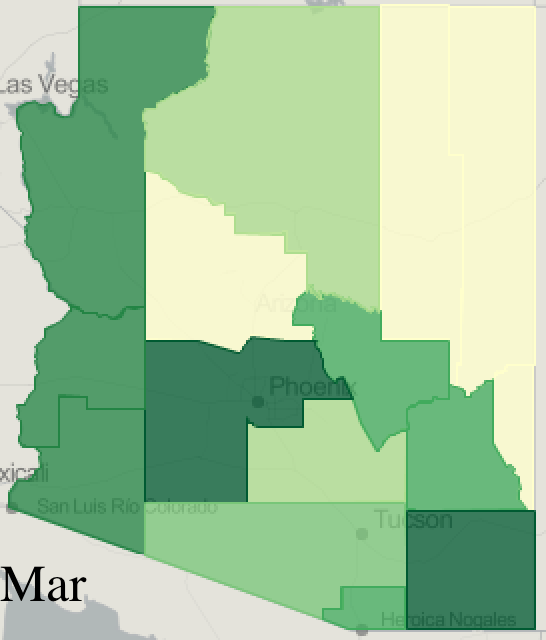 Las Vegas
Arizona
Phoenix
xicali
San Luis Río Colorado
Tucson
Mar
Heroica Nogales